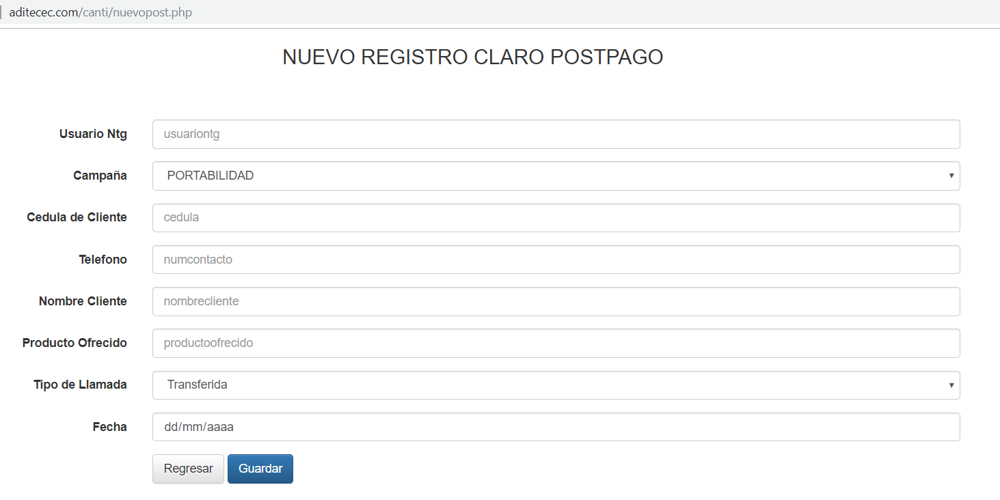 aditecec.com/canti/nuevopost.php
NUEVO REGISTRO CLARO POSTPAGO
Usuario Ntg usuariontg
Campaña PORTABILIDAD
Cedula de Cliente cedula
Telefono numcontacto
Nombre Cliente nombrecliente
Producto Ofrecido productoofrecido
Tipo de Llamada Transferida
Fecha dd/mm/aaaa
Regresar Guardar